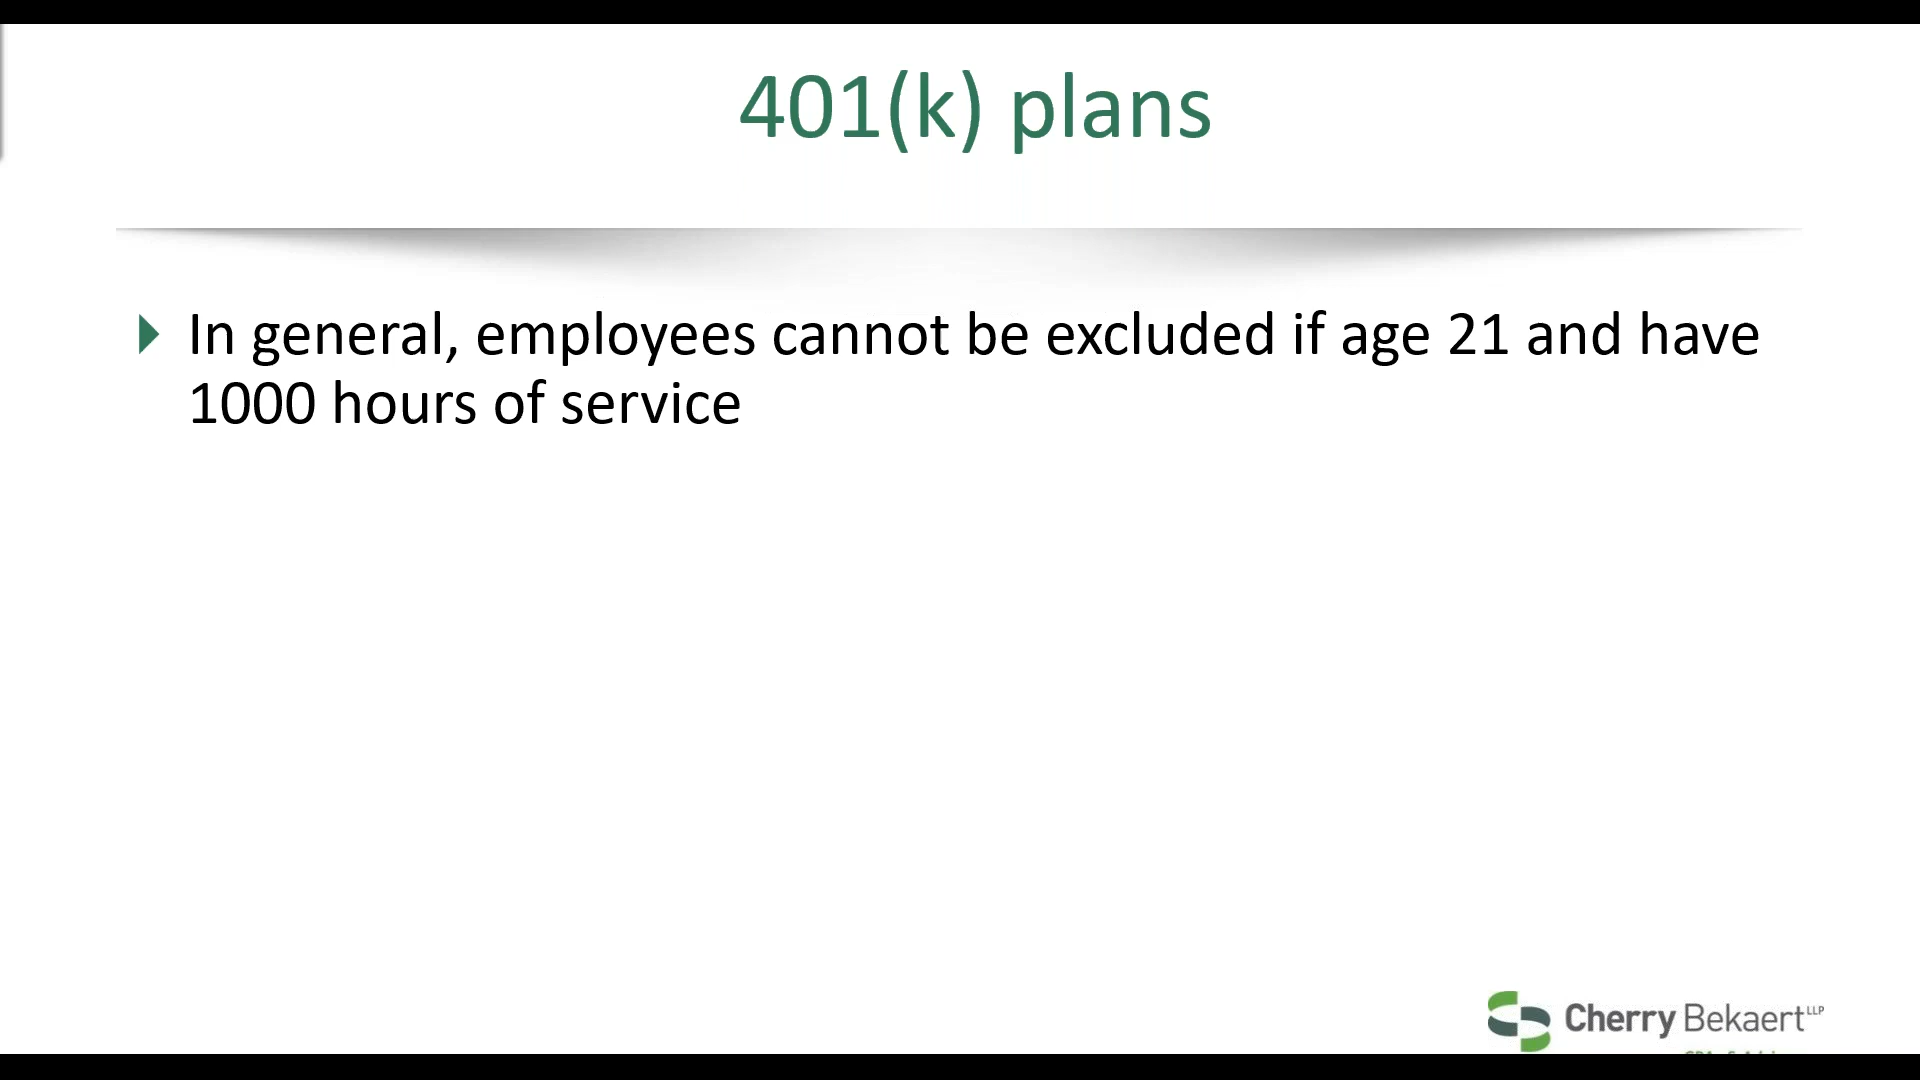 401(k) plans
In general, employees cannot be excluded if age 21 and have
1000 hours of service
Cherry Bekaert LLP